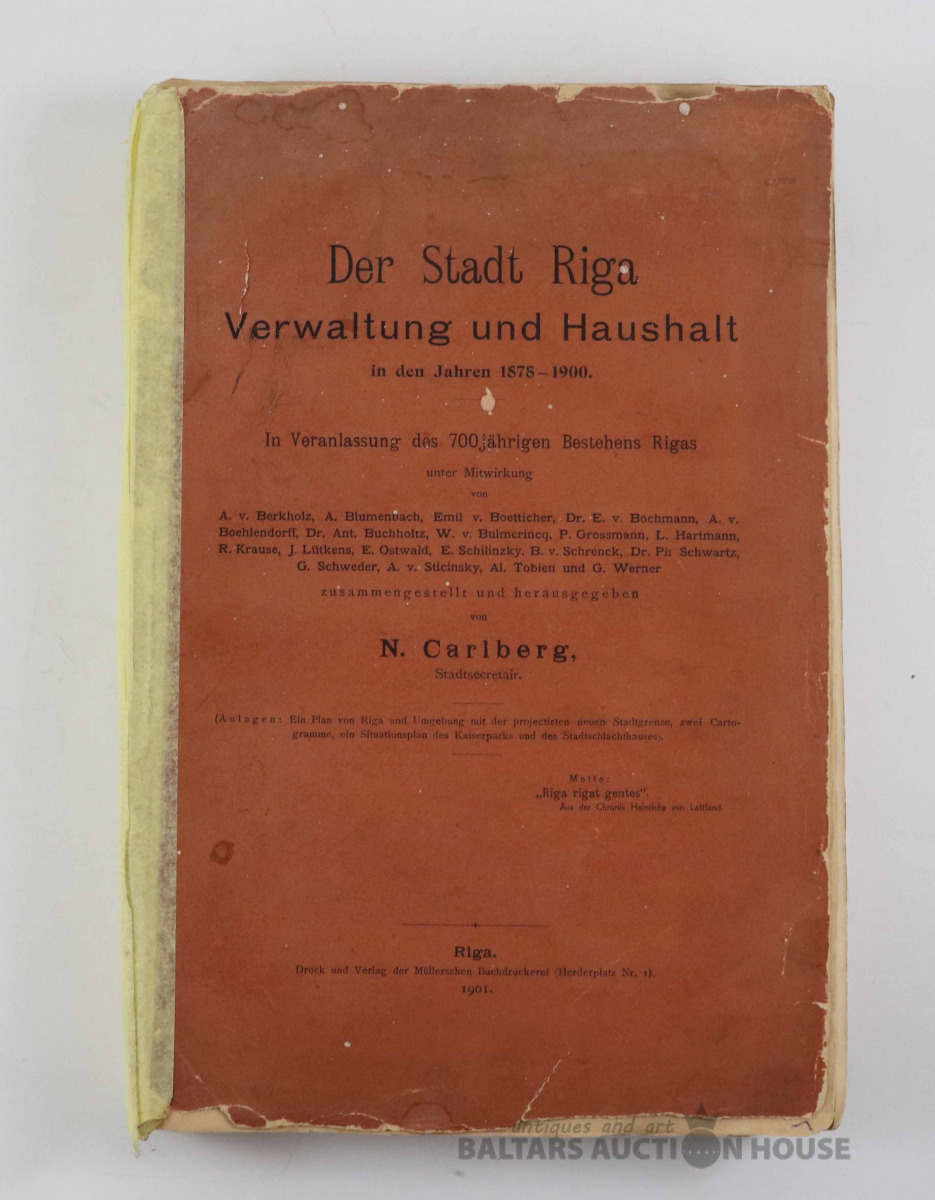 Der Stadt Riga
Verwaltung und Haushalt
in den Jahren 1878–1900.
In Veranlassung des 700jährigen Bestehens Rigas
unter Mitwirkung
von
A. v. Berkholz, A. Blumenbach, Emil v. Boetticher, Dr. E. v. Bochmann, A. v.
Boehlendorff, Dr. Ant. Buchholtz, W. v. Bulmerincq, P. Grossmann, L. Hartmann,
R. Krause, J. Lütkens, E. Ostwald, E. Schilinzky. B. v. Schrenck, Dr. Ph Schwartz,
G. Schweder, A. v. Sticinsky, Al. Tobien und G. Werner
zusammengestellt und herausgegeben
von
N. Carlberg,
Stadtsecretair.
(Anlagen: Ein Plan von Riga und Umgebung mit der projectirten neuen Stadtgrenze, zwei Carto-
gramme, ein Situationsplan des Kaiserparks und des Stadtschlachthauses).
Motto:
„Riga rigat gentes".
Aus der Chronik Heinrichs von Lettland.
Riga.
Druck und Verlag der Müllerschen Buchdruckerei (Herderplatz Nr. 1).
1901.
antiques and art
BALTARS AUCTION HOUSE